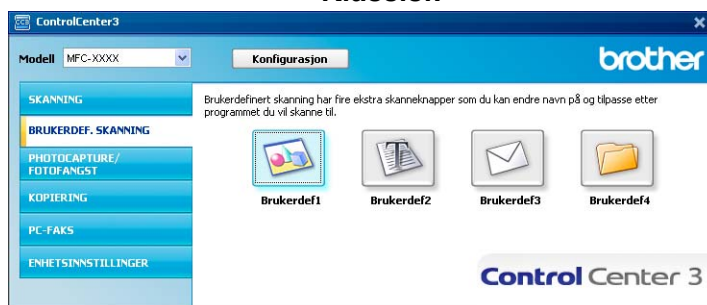 ControlCenter3
Modell MFC-XXXX Konfigurasjon brother
SKANNING
BRUKERDEF. SKANNING
PHOTOCAPTURE/
FOTOFANGST
KOPIERING
PC-FAKS
ENHETSINNSTILLINGER
Brukerdefinert skanning har fire ekstra skanneknapper som du kan endre navn på og tilpasse etter
programmet du vil skanne til.
Brukerdef1 Brukerdef2 Brukerdef3 Brukerdef4
Control Center 3